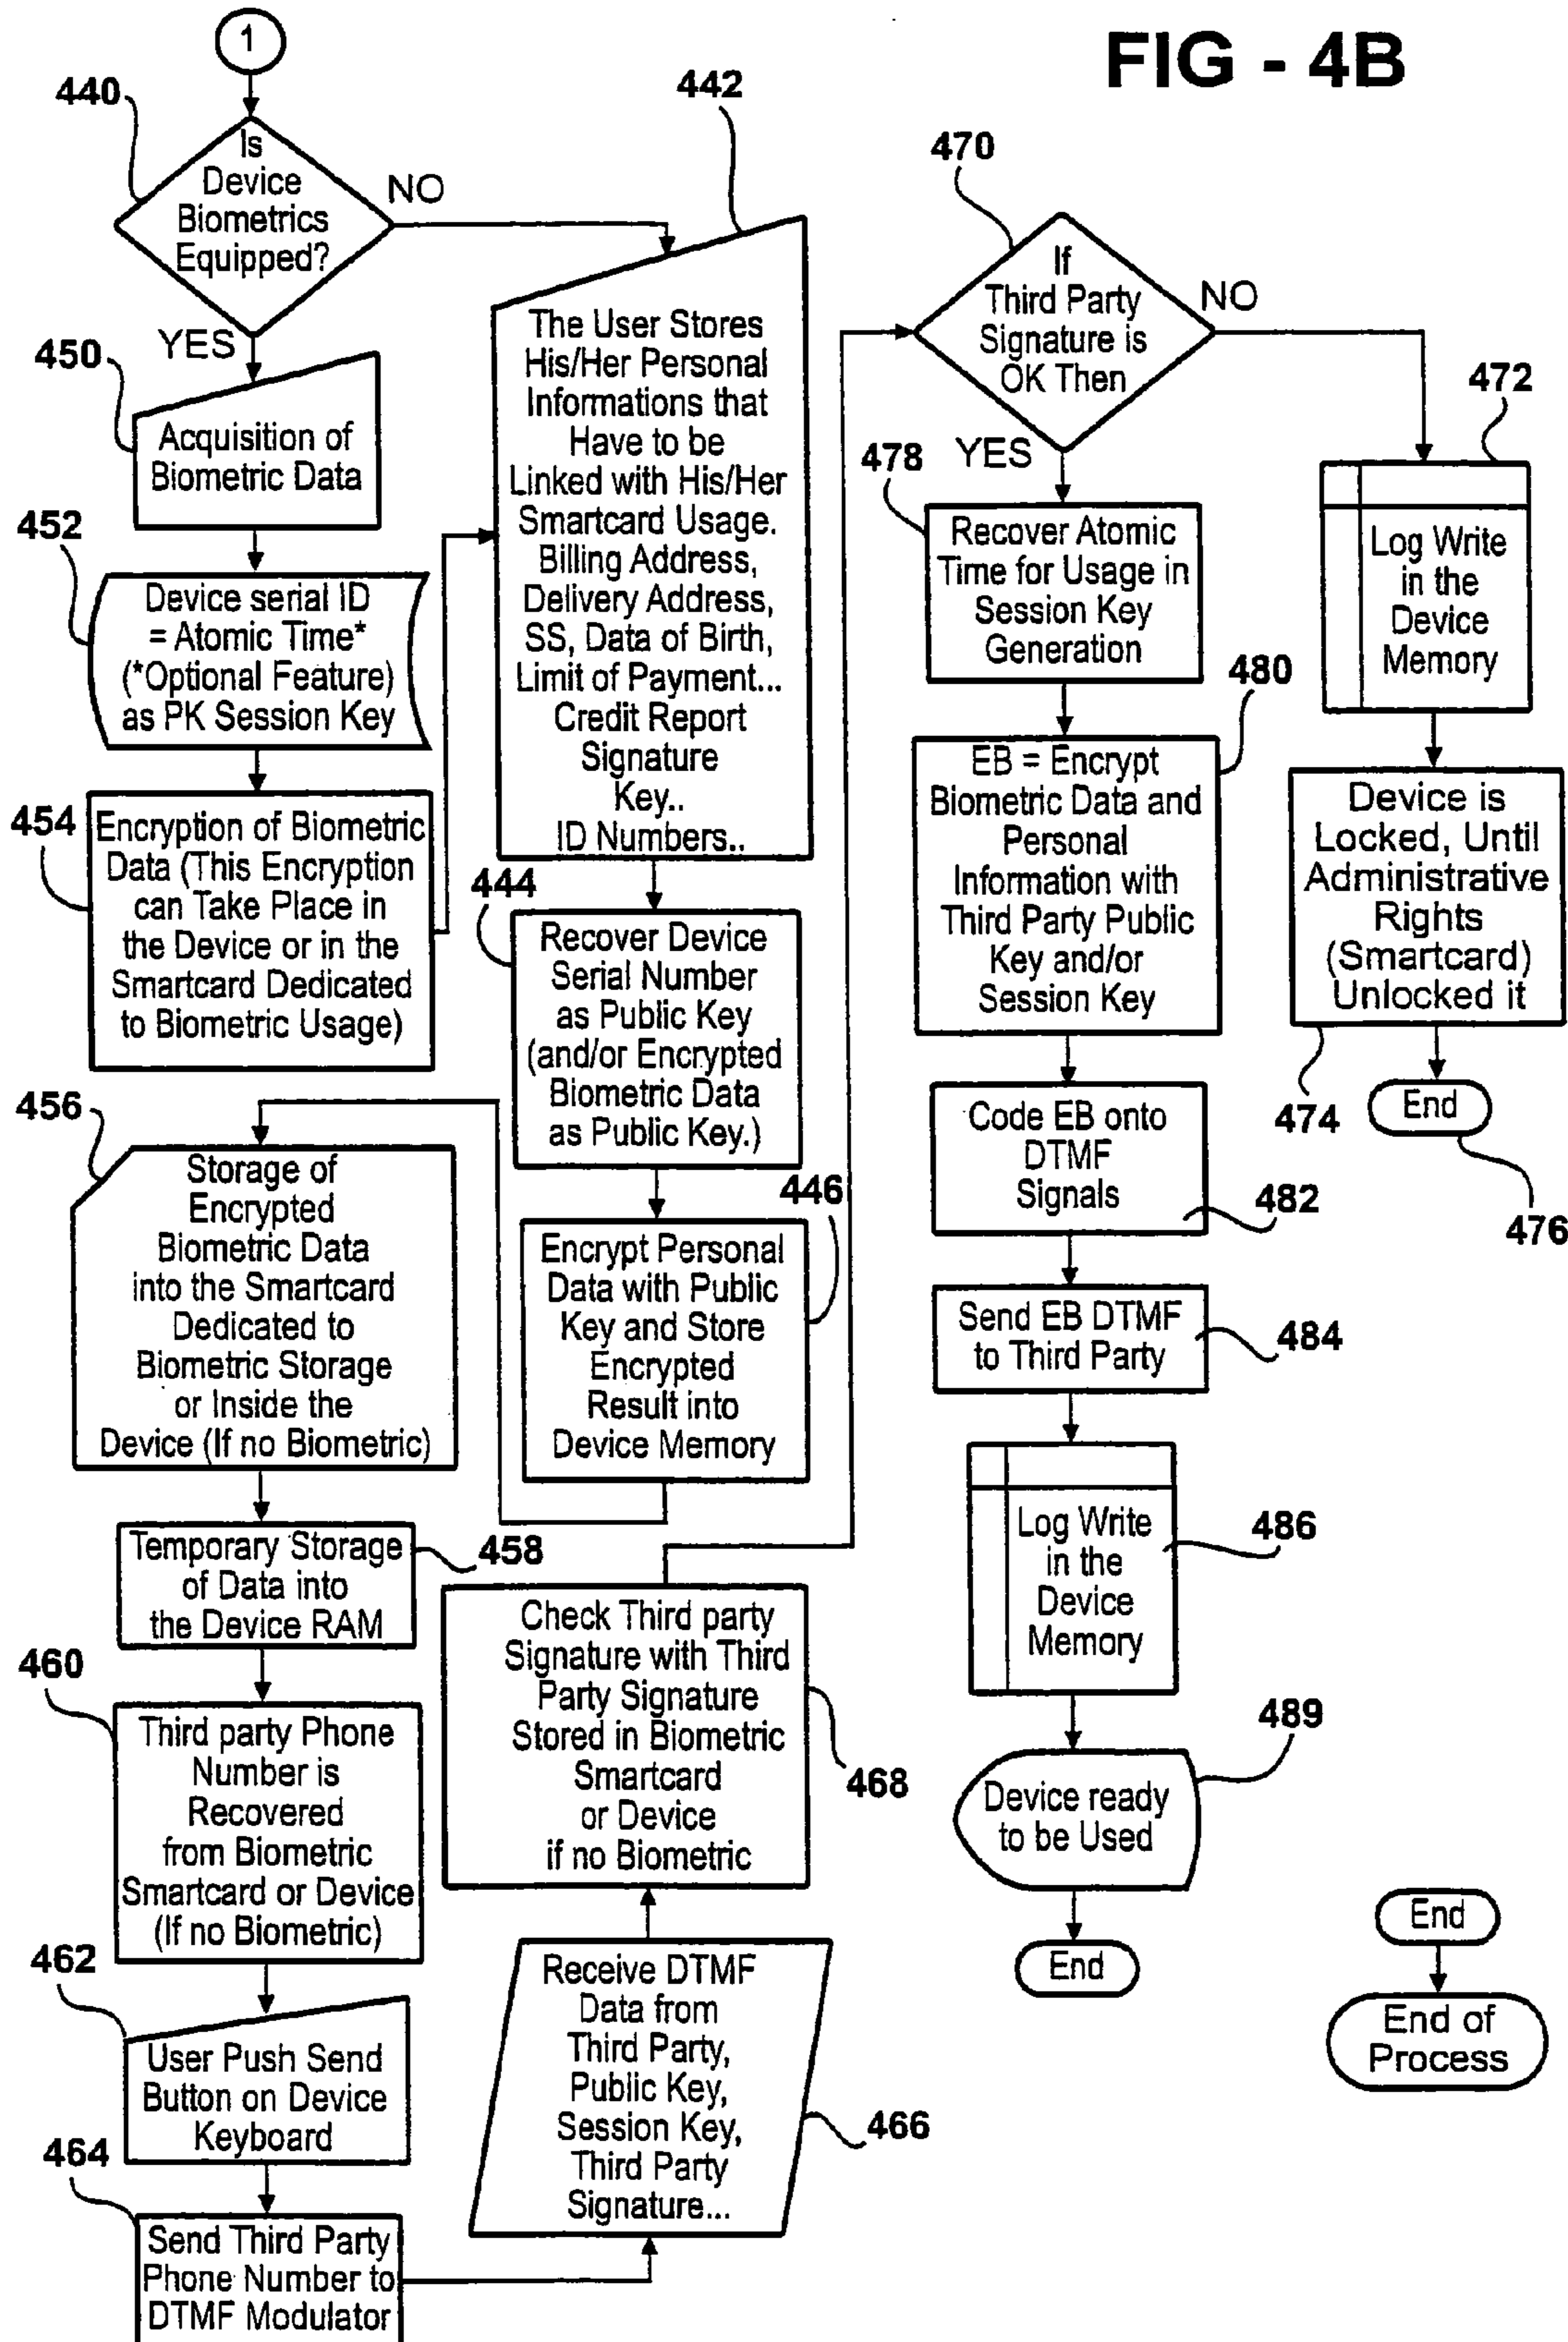 FIG - 4B
1
440
Is
Device
Biometrics
Equipped?
NO
YES
450
Acquisition of
Biometric Data
452
Device serial ID
= Atomic Time*
(*Optional Feature)
as PK Session Key
454
Encryption of Biometric
Data (This Encryption
can Take Place in
the Device or in the
Smartcard Dedicated
to Biometric Usage)
442
The User Stores
His/Her Personal
Informations that
Have to be
Linked with His/Her
Smartcard Usage.
Billing Address,
Delivery Address,
SS, Data of Birth,
Limit of Payment...
Credit Report
Signature
Key..
ID Numbers..
444
Recover Device
Serial Number
as Public Key
(and/or Encrypted
Biometric Data
as Public Key.)
446
Encrypt Personal
Data with Public
Key and Store
Encrypted
Result into
Device Memory
456
Storage of
Encrypted
Biometric Data
into the Smartcard
Dedicated to
Biometric Storage
or Inside the
Device (If no Biometric)
458
Temporary Storage
of Data into
the Device RAM
460
Third party Phone
Number is
Recovered
from Biometric
Smartcard or Device
(If no Biometric)
462
User Push Send
Button on Device
Keyboard
464
Send Third Party
Phone Number to
DTMF Modulator
466
Receive DTMF
Data from
Third Party,
Public Key,
Session Key,
Third Party
Signature...
468
Check Third party
Signature with Third
Party Signature
Stored in Biometric
Smartcard
or Device
if no Biometric
470
If
Third Party
Signature is
OK Then
NO
YES
472
Log Write
in the
Device
Memory
474
Device is
Locked, Until
Administrative
Rights
(Smartcard)
Unlocked it
End
476
478
Recover Atomic
Time for Usage in
Session Key
Generation
480
EB = Encrypt
Biometric Data and
Personal
Information with
Third Party Public
Key and/or
Session Key
Code EB onto
DTMF
Signals
482
Send EB DTMF
to Third Party
484
Log Write
in the
Device
Memory
486
489
Device ready
to be Used
End
End
End of
Process